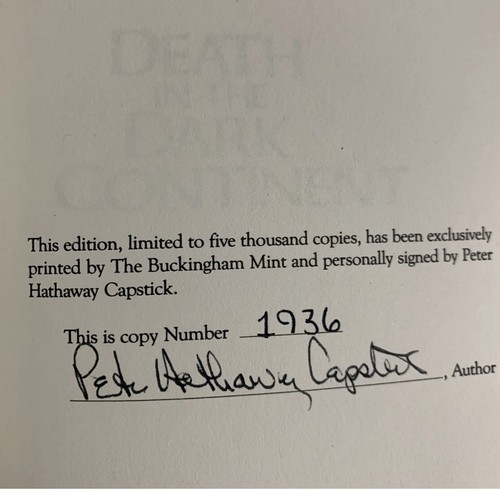 DEATH
IN THE
DARK
CONTINENT
This edition, limited to five thousand copies, has been exclusively
printed by The Buckingham Mint and personally signed by Peter
Hathaway Capstick.
This is copy Number 1936
Peter Hathaway Capstick, Author